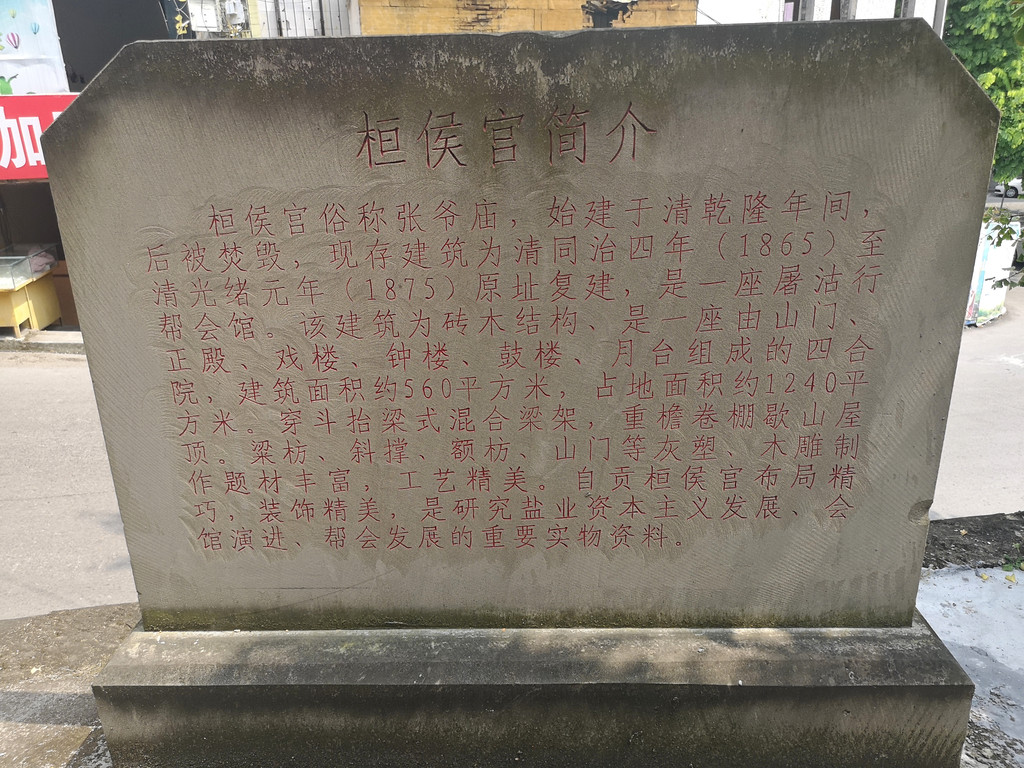 加
桓侯宫简介
桓侯宫俗称张爷庙，始建于清乾隆年间，
后被焚毁，现存建筑为清同治四年（1865）至
清光绪元年（1875）原址复建，是一座屠沽行
帮会馆。该建筑为砖木结构、是一座由山门、
正殿、戏楼、钟楼、鼓楼、月台组成的四合
院，建筑面积约560平方米，占地面积约1240平
方米。穿斗抬梁式混合梁架，重檐卷棚歇山屋
顶。梁枋、斜撑、额枋、山门等灰塑、木雕制
作题材丰富，工艺精美。自贡桓侯宫布局精
巧，装饰精美，是研究盐业资本主义发展、会
馆演进、帮会发展的重要实物资料。